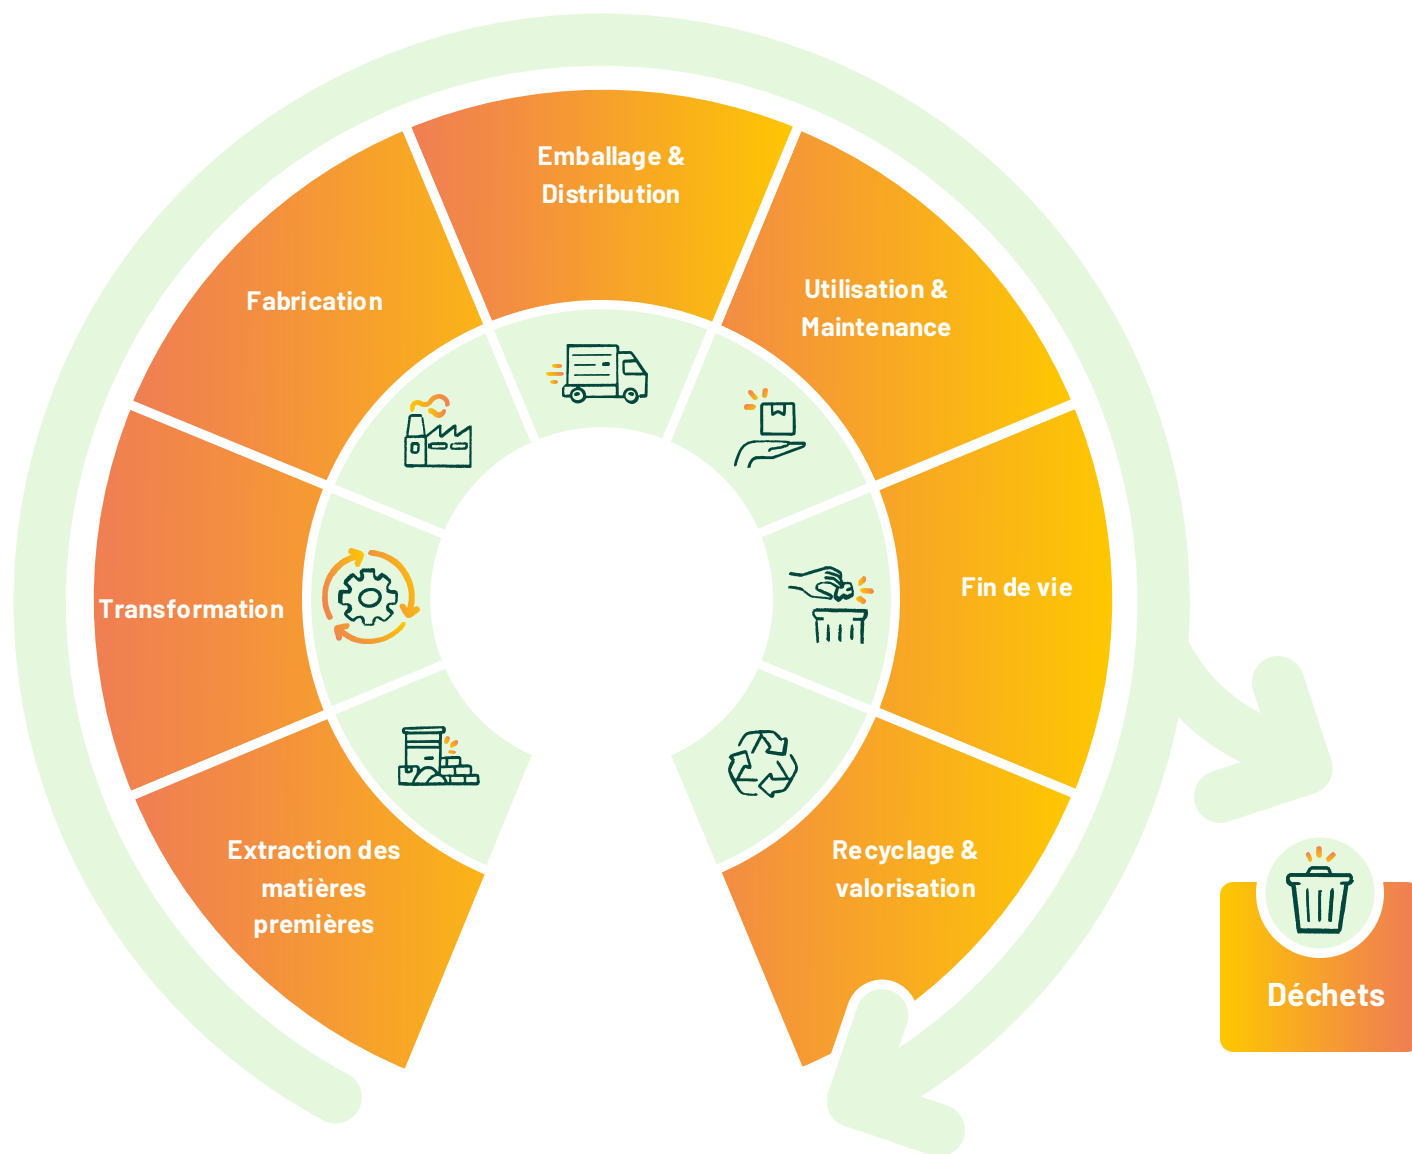 Emballage &
Distribution
Utilisation &
Maintenance
Fabrication
Fin de vie
Transformation
Extraction des
matières
premières
Recyclage &
valorisation
Déchets